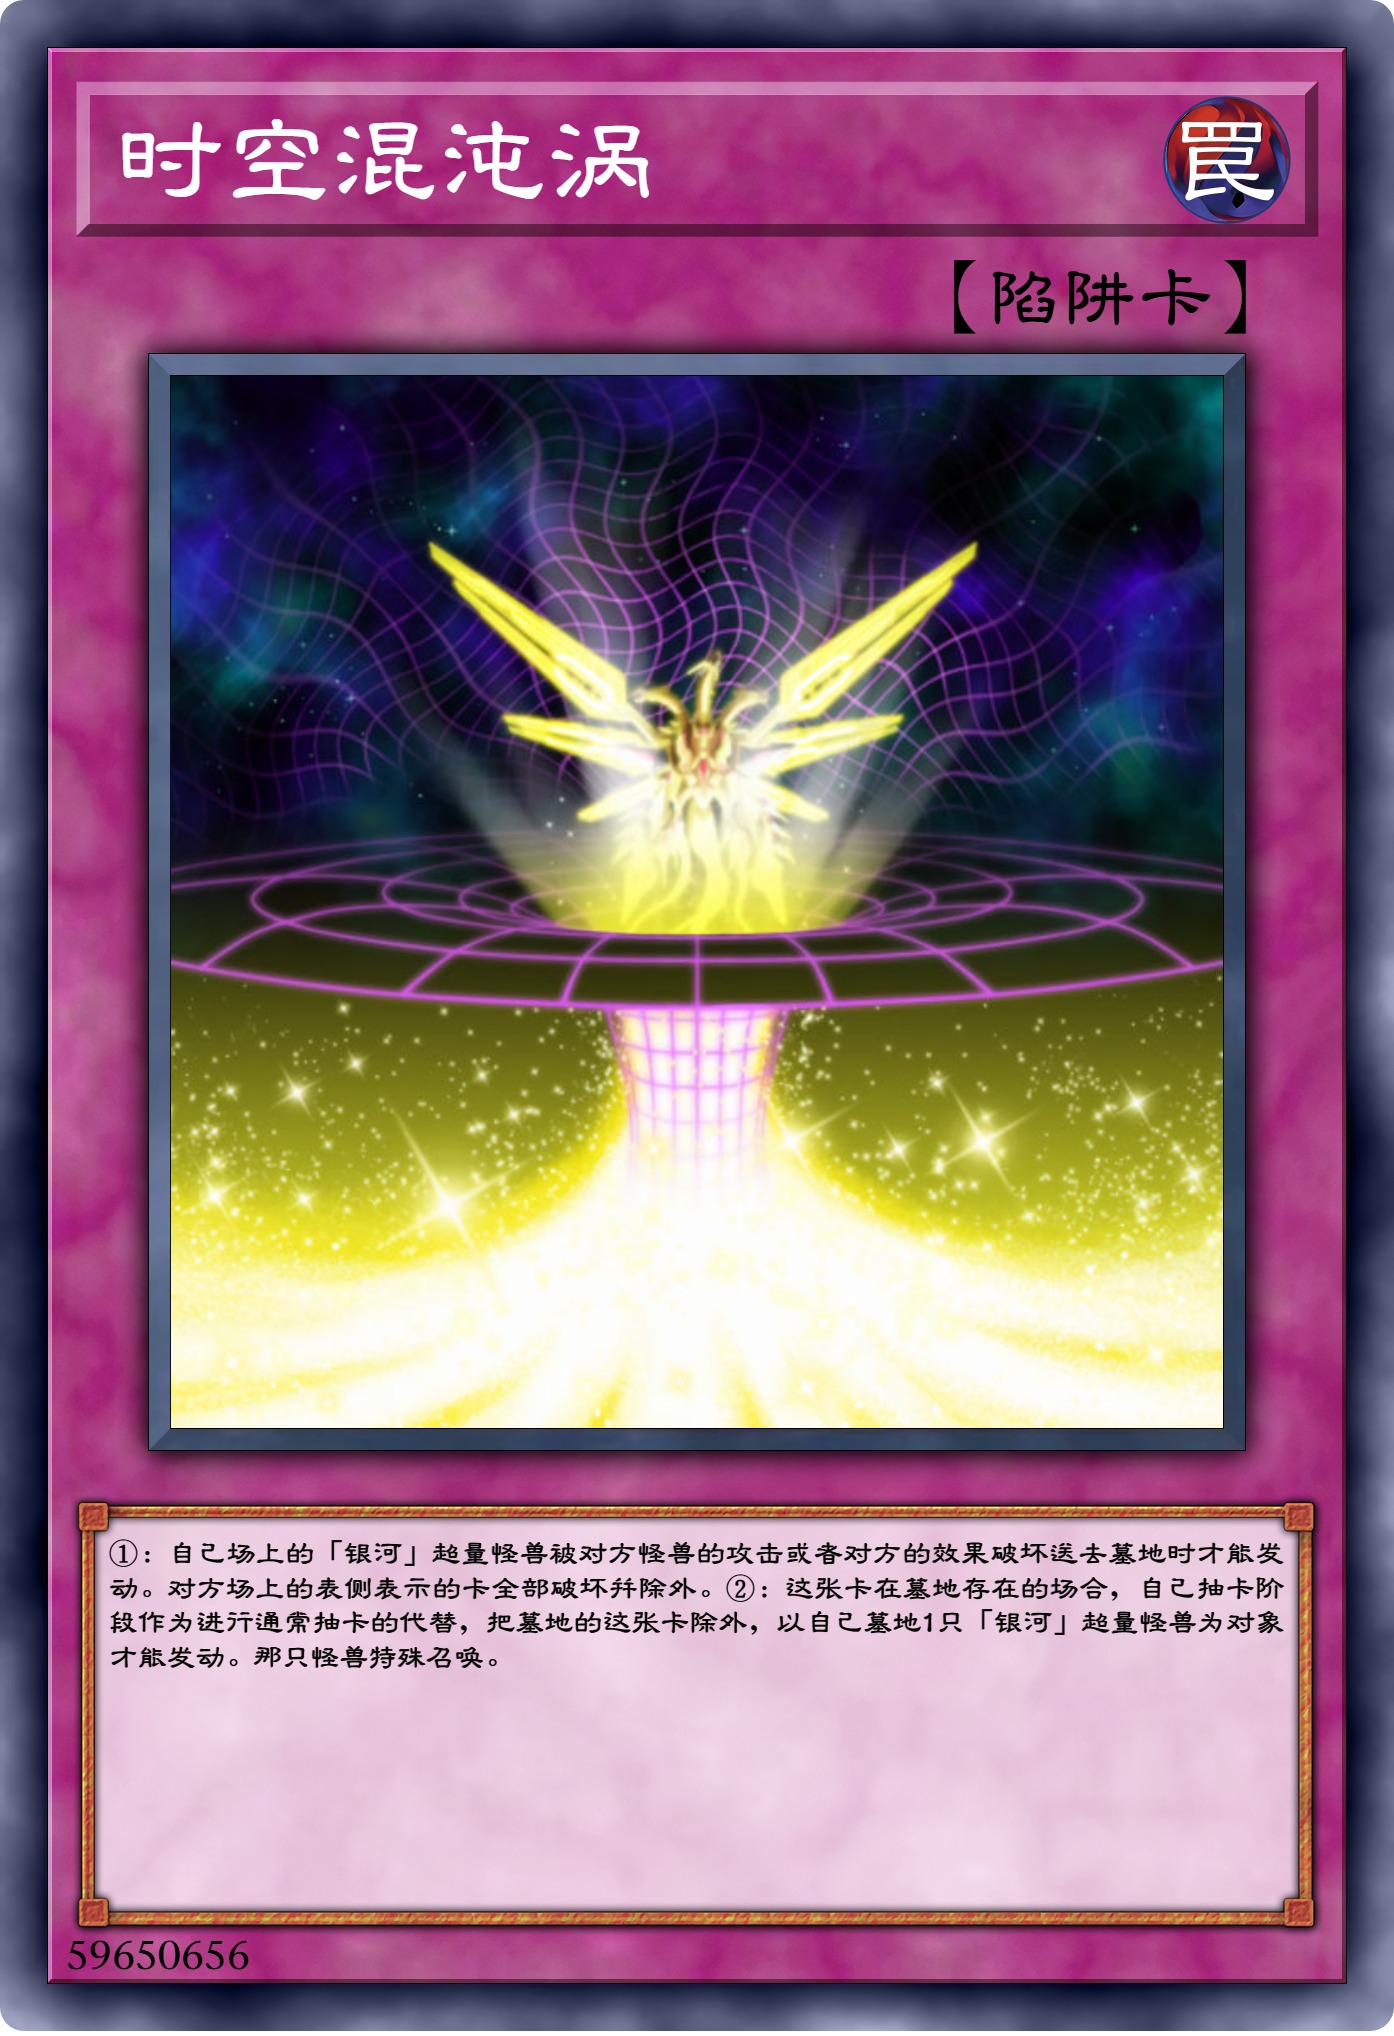 时空混沌涡
罠
【陷阱卡】
①：自己场上的「银河」超量怪兽被对方怪兽的攻击或者对方的效果破坏送去墓地时才能发
动。对方场上的表侧表示的卡全部破坏并除外。②：这张卡在墓地存在的场合，自己抽卡阶
段作为进行通常抽卡的代替，把墓地的这张卡除外，以自己墓地1只「银河」超量怪兽为对象
才能发动。那只怪兽特殊召唤。
59650656